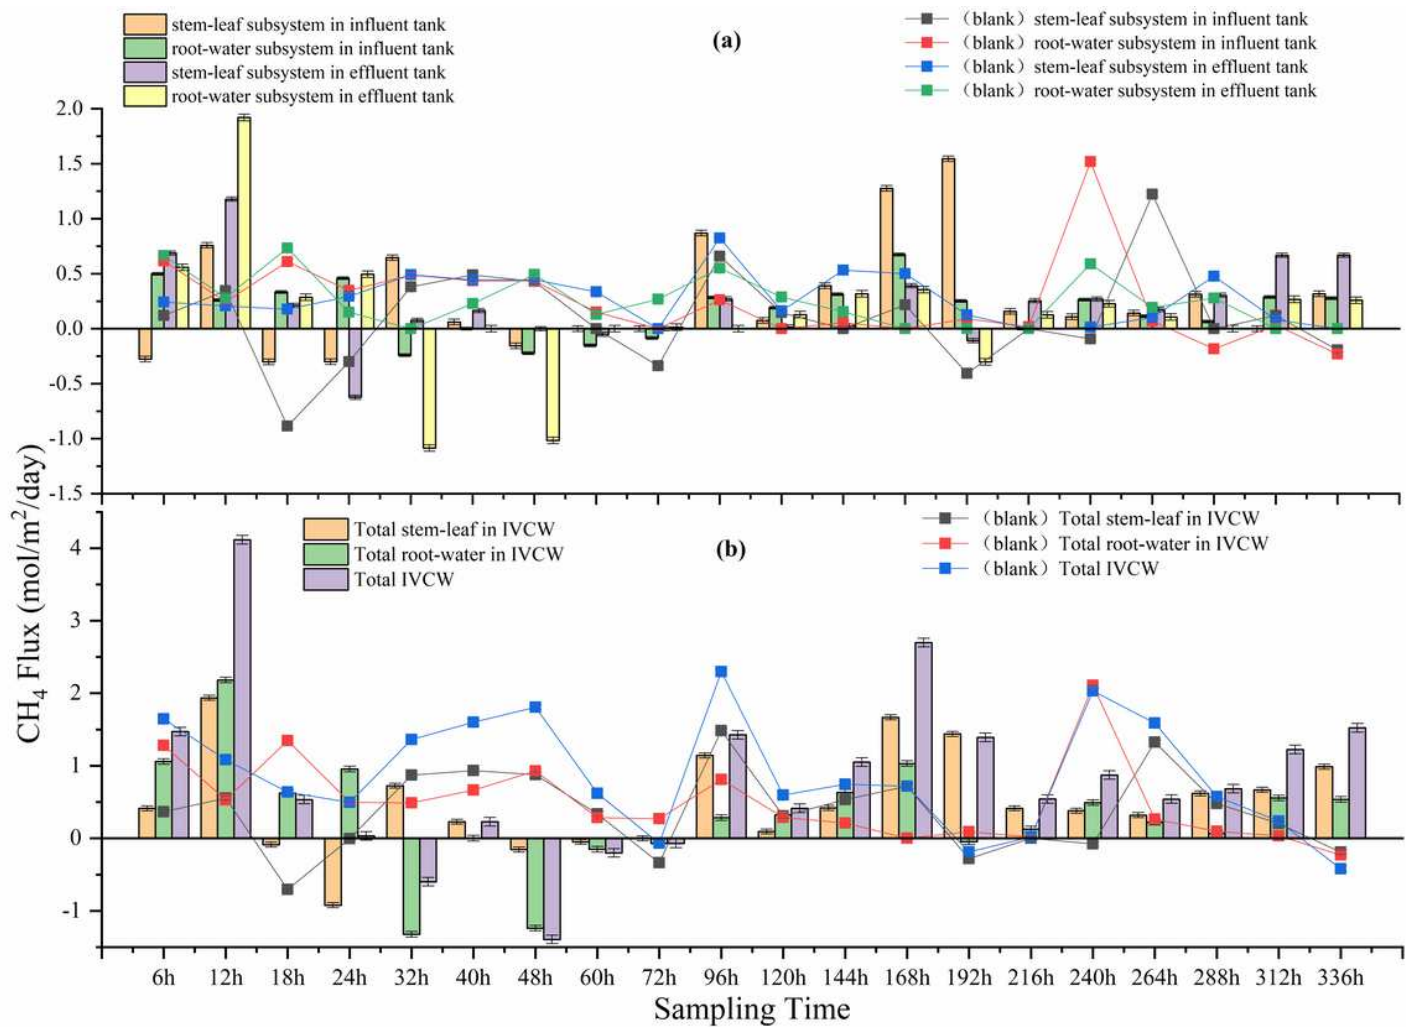 stem-leaf subsystem in influent tank
root-water subsystem in influent tank
stem-leaf subsystem in effluent tank
root-water subsystem in effluent tank
(a)
（blank）stem-leaf subsystem in influent tank
（blank）root-water subsystem in influent tank
（blank）stem-leaf subsystem in effluent tank
（blank）root-water subsystem in effluent tank
2.0
1.5
1.0
0.5
0.0
-0.5
-1.0
-1.5
CH₄ Flux (mol/m²/day)
Total stem-leaf in IVCW
Total root-water in IVCW
Total IVCW
(b)
（blank）Total stem-leaf in IVCW
（blank）Total root-water in IVCW
（blank）Total IVCW
4
3
2
1
0
-1
6h 12h 18h 24h 32h 40h 48h 60h 72h 96h 120h 144h 168h 192h 216h 240h 264h 288h 312h 336h
Sampling Time